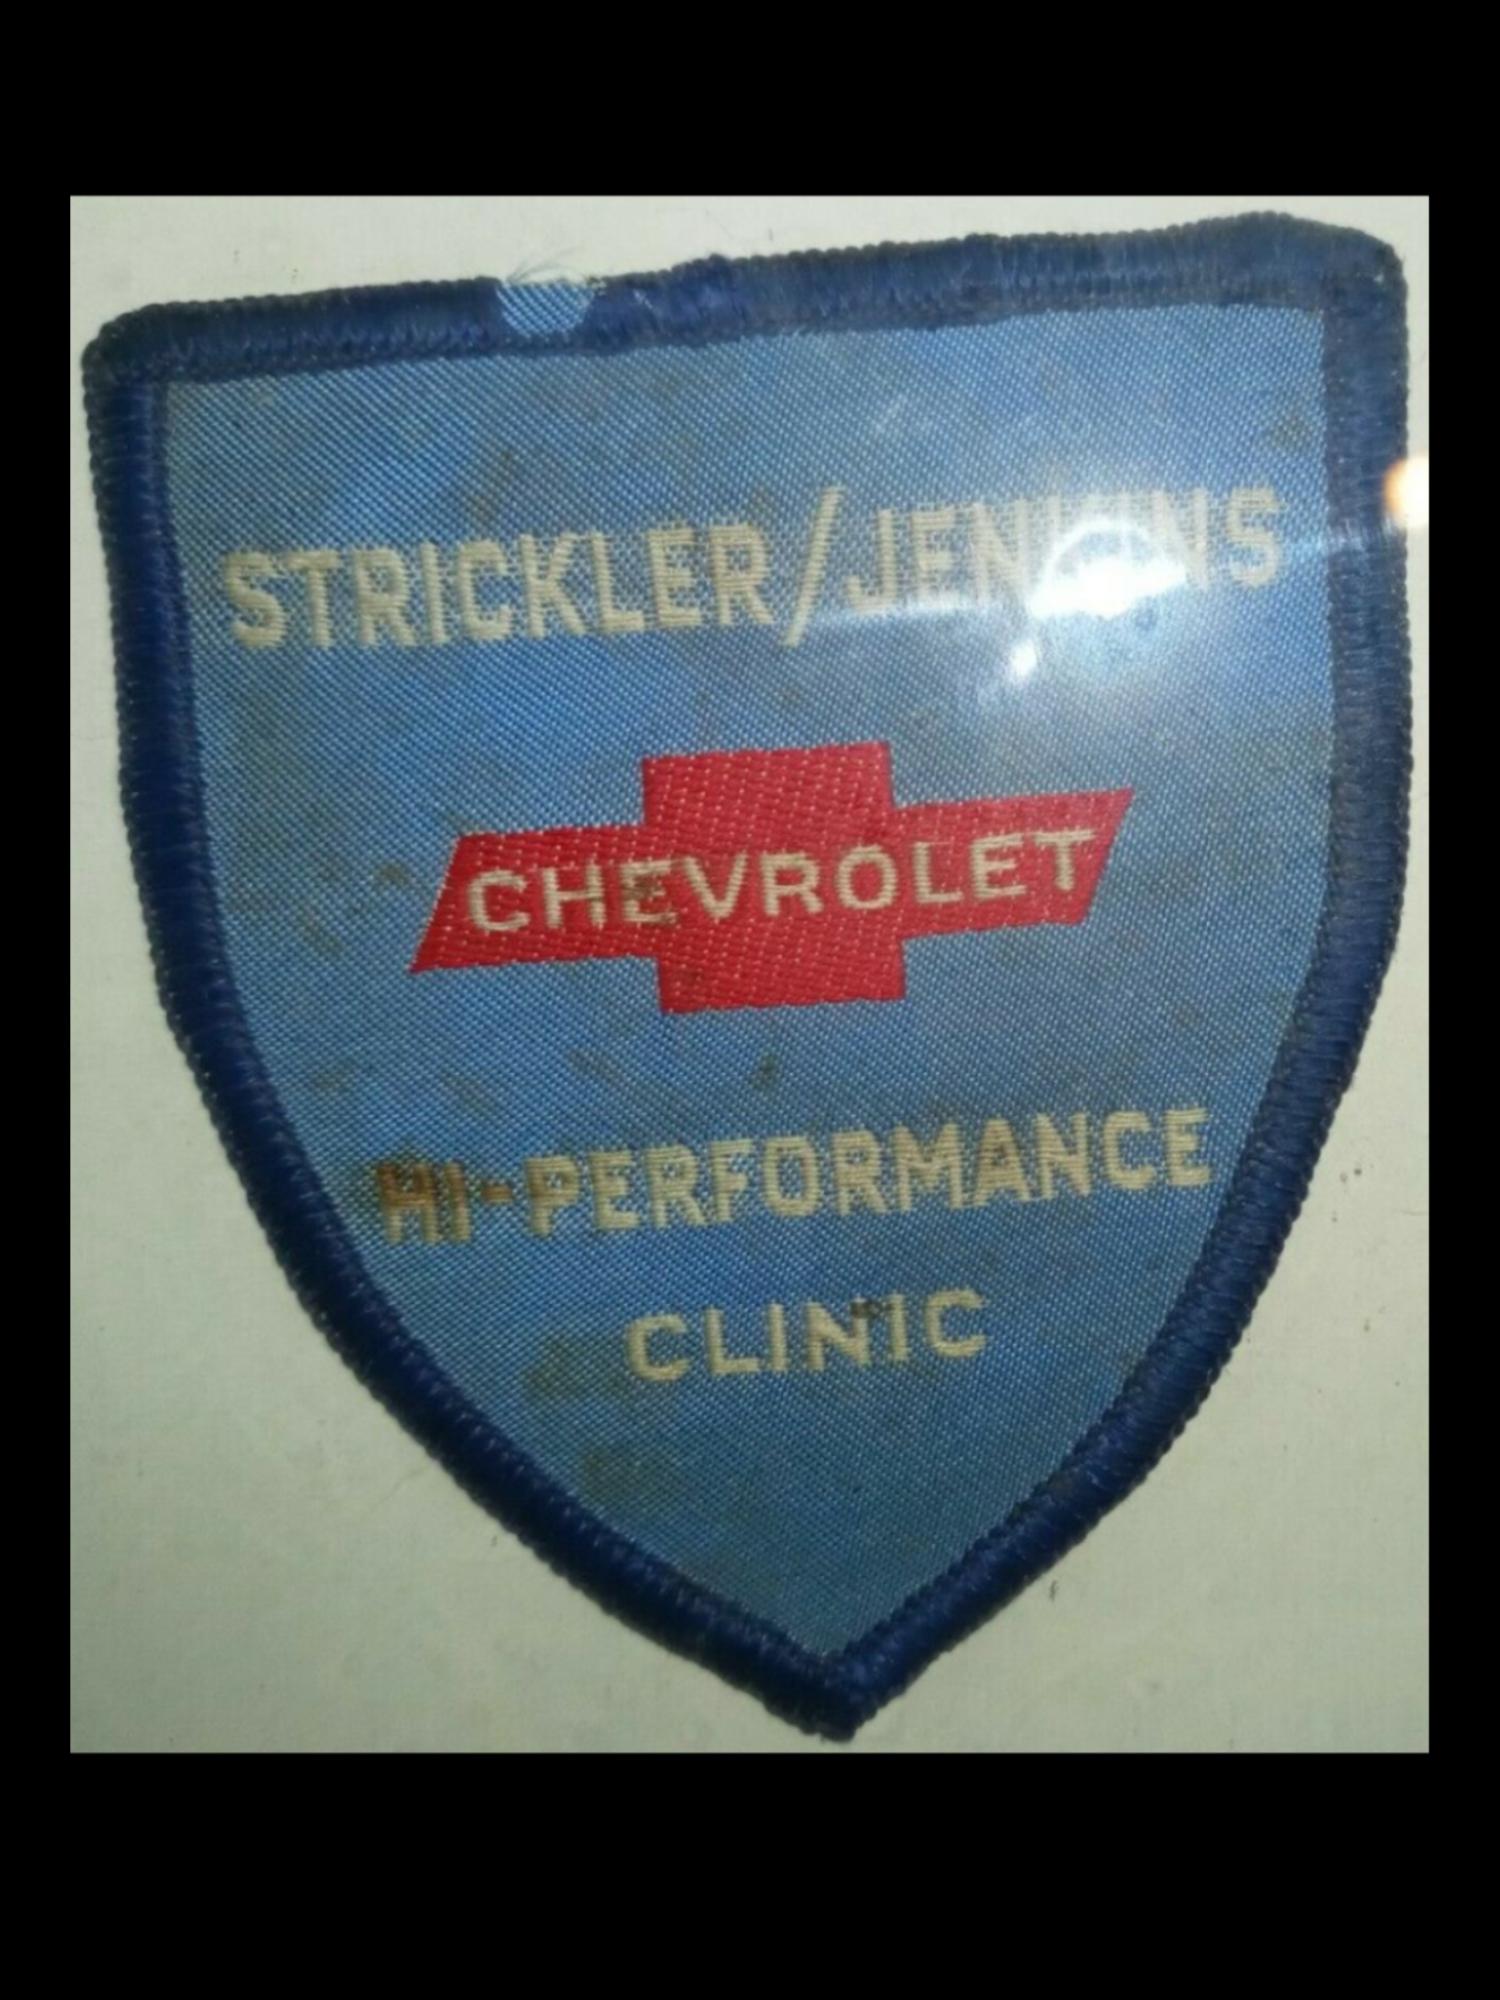 STRICKLER/JENKINS
CHEVROLET
HI-PERFORMANCE
CLINIC